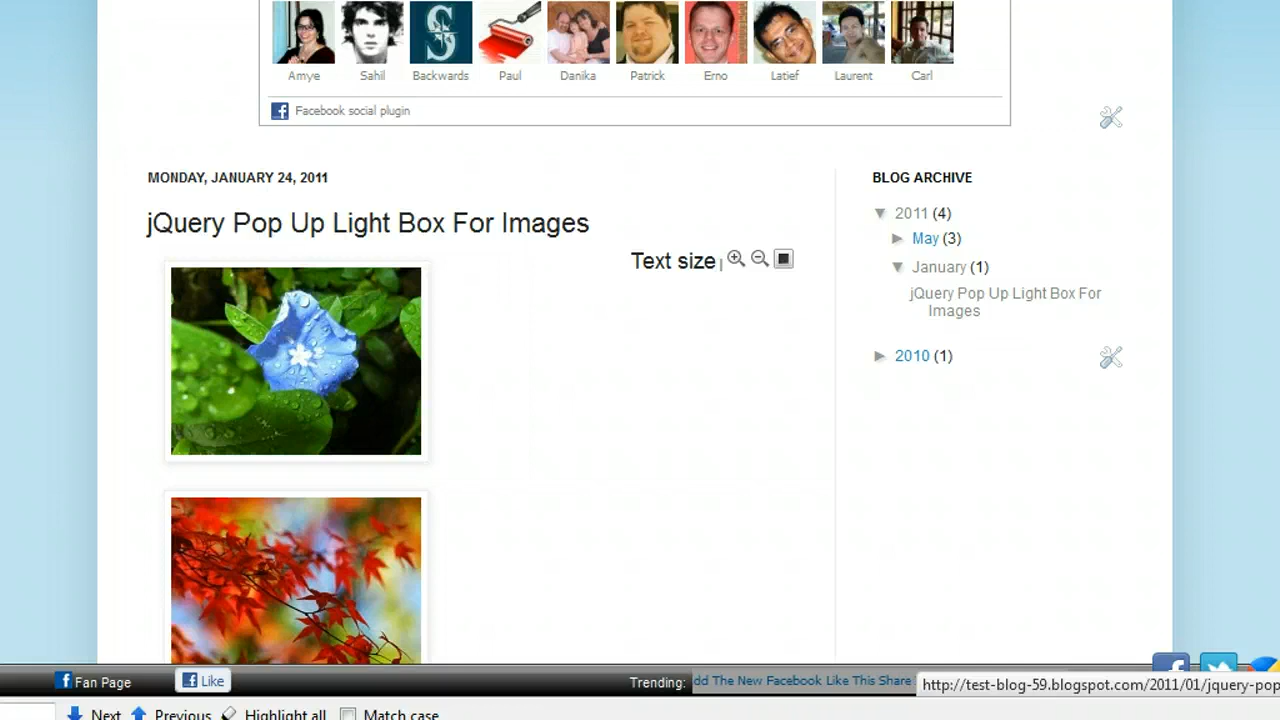 Amye Sahil Backwards Paul Danika Patrick Erno Latief Laurent Carl
Facebook social plugin
MONDAY, JANUARY 24, 2011
jQuery Pop Up Light Box For Images
Text size |
BLOG ARCHIVE
▼ 2011 (4)
► May (3)
▼ January (1)
jQuery Pop Up Light Box For
Images
► 2010 (1)
Fan Page Like Trending: dd The New Facebook Like This Share
http://test-blog-59.blogspot.com/2011/01/jquery-pop
Next Previous Highlight all Match case